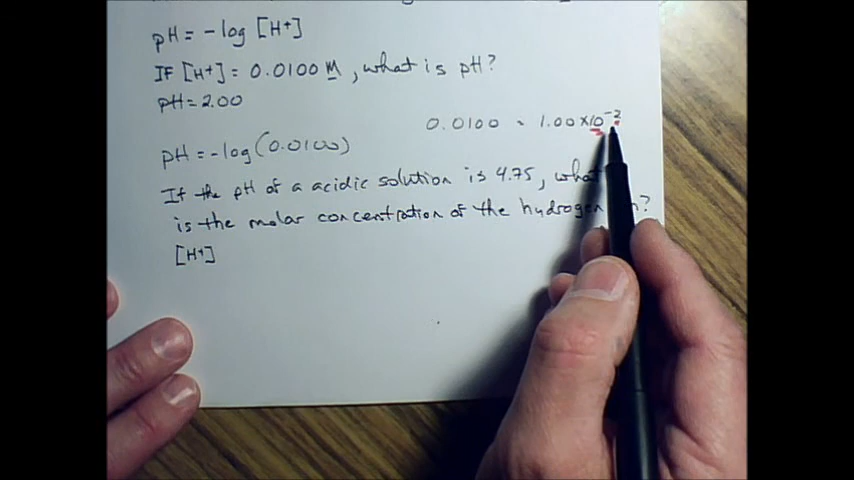 pH = -log [H+]
IF [H+] = 0.0100 M, what is pH?
pH = 2.00
0.0100 = 1.00 x 10⁻²
pH = -log(0.0100)
If the pH of a acidic solution is 4.75, what
is the molar concentration of the hydrogen ?
[H+]